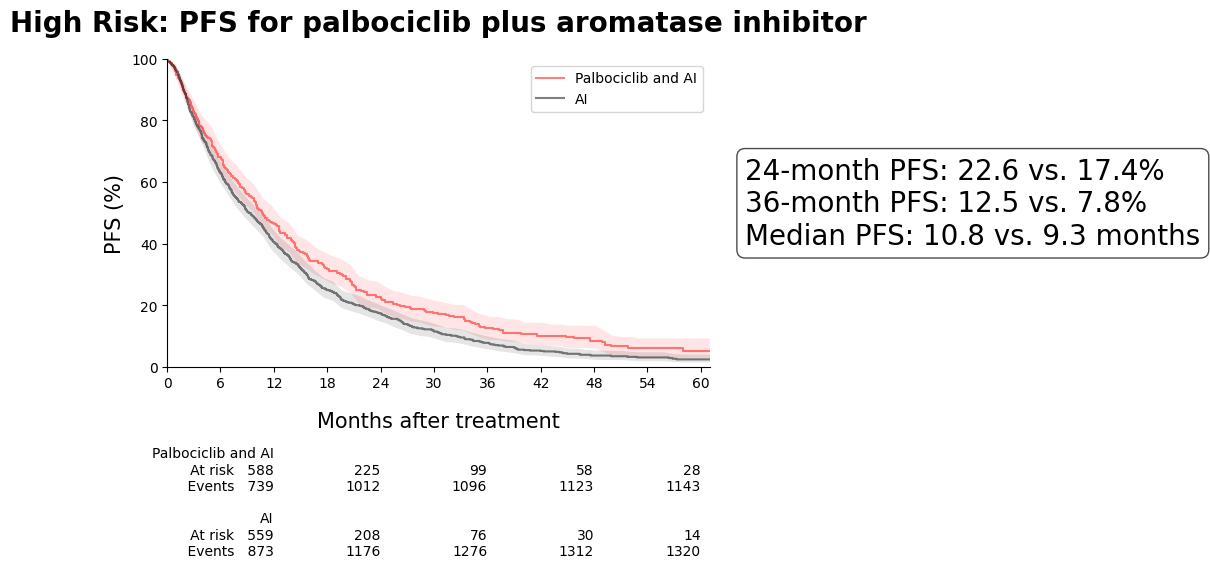 High Risk: PFS for palbociclib plus aromatase inhibitor
100
80
60
40
20
0
PFS (%)
Palbociclib and AI
AI
24-month PFS: 22.6 vs. 17.4%
36-month PFS: 12.5 vs. 7.8%
Median PFS: 10.8 vs. 9.3 months
0 6 12 18 24 30 36 42 48 54 60
Months after treatment
Palbociclib and AI
At risk 588 225 99 58 28
Events 739 1012 1096 1123 1143
AI
At risk 559 208 76 30 14
Events 873 1176 1276 1312 1320